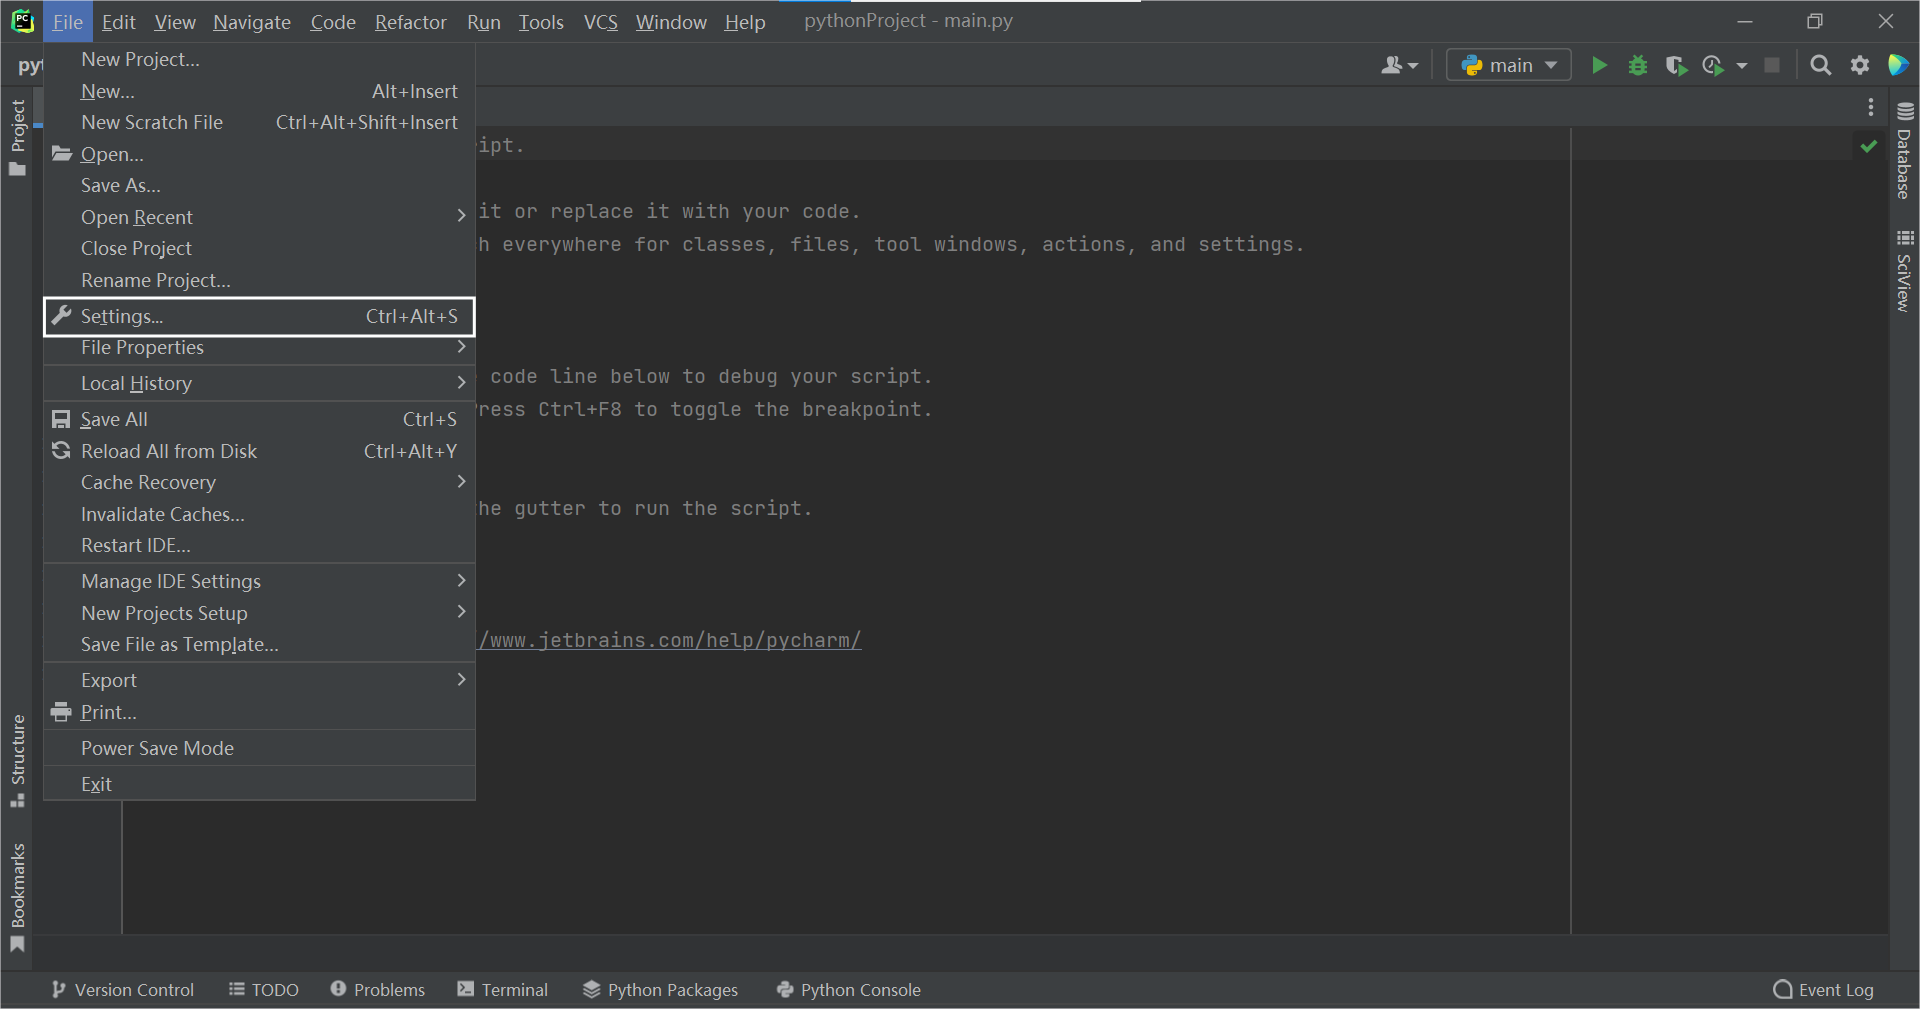 PC File Edit View Navigate Code Refactor Run Tools VCS Window Help pythonProject - main.py
py
main
New Project...
New... Alt+Insert
New Scratch File Ctrl+Alt+Shift+Insert
Open...
Save As...
Open Recent
Close Project
Rename Project...
Settings... Ctrl+Alt+S
File Properties
Local History
Save All Ctrl+S
Reload All from Disk Ctrl+Alt+Y
Cache Recovery
Invalidate Caches...
Restart IDE...
Manage IDE Settings
New Projects Setup
Save File as Template...
Export
Print...
Power Save Mode
Exit
ipt.
it or replace it with your code.
h everywhere for classes, files, tool windows, actions, and settings.
code line below to debug your script.
Press Ctrl+F8 to toggle the breakpoint.
he gutter to run the script.
/www.jetbrains.com/help/pycharm/
Project
Structure
Bookmarks
Database
SciView
Version Control TODO Problems Terminal Python Packages Python Console Event Log